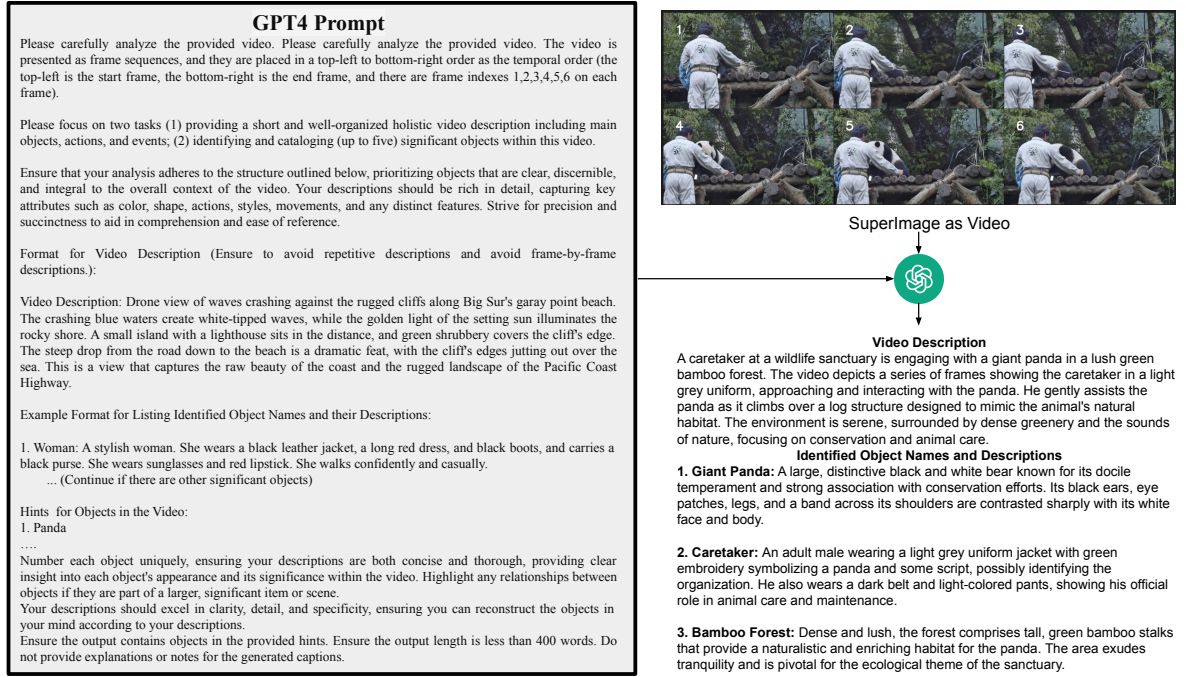 GPT4 Prompt
Please carefully analyze the provided video. Please carefully analyze the provided video. The video is
presented as frame sequences, and they are placed in a top-left to bottom-right order as the temporal order (the
top-left is the start frame, the bottom-right is the end frame, and there are frame indexes 1,2,3,4,5,6 on each
frame).
Please focus on two tasks (1) providing a short and well-organized holistic video description including main
objects, actions, and events; (2) identifying and cataloging (up to five) significant objects within this video.
Ensure that your analysis adheres to the structure outlined below, prioritizing objects that are clear, discernible,
and integral to the overall context of the video. Your descriptions should be rich in detail, capturing key
attributes such as color, shape, actions, styles, movements, and any distinct features. Strive for precision and
succinctness to aid in comprehension and ease of reference.
Format for Video Description (Ensure to avoid repetitive descriptions and avoid frame-by-frame
descriptions.):
Video Description: Drone view of waves crashing against the rugged cliffs along Big Sur's garay point beach.
The crashing blue waters create white-tipped waves, while the golden light of the setting sun illuminates the
rocky shore. A small island with a lighthouse sits in the distance, and green shrubbery covers the cliff's edge.
The steep drop from the road down to the beach is a dramatic feat, with the cliff's edges jutting out over the
sea. This is a view that captures the raw beauty of the coast and the rugged landscape of the Pacific Coast
Highway.
Example Format for Listing Identified Object Names and their Descriptions:
1. Woman: A stylish woman. She wears a black leather jacket, a long red dress, and black boots, and carries a
black purse. She wears sunglasses and red lipstick. She walks confidently and casually.
... (Continue if there are other significant objects)
Hints for Objects in the Video:
1. Panda
....
Number each object uniquely, ensuring your descriptions are both concise and thorough, providing clear
insight into each object's appearance and its significance within the video. Highlight any relationships between
objects if they are part of a larger, significant item or scene.
Your descriptions should excel in clarity, detail, and specificity, ensuring you can reconstruct the objects in
your mind according to your descriptions.
Ensure the output contains objects in the provided hints. Ensure the output length is less than 400 words. Do
not provide explanations or notes for the generated captions.
1
2
3
4
5
6
SuperImage as Video
Video Description
A caretaker at a wildlife sanctuary is engaging with a giant panda in a lush green
bamboo forest. The video depicts a series of frames showing the caretaker in a light
grey uniform, approaching and interacting with the panda. He gently assists the
panda as it climbs over a log structure designed to mimic the animal's natural
habitat. The environment is serene, surrounded by dense greenery and the sounds
of nature, focusing on conservation and animal care.
Identified Object Names and Descriptions
1. Giant Panda: A large, distinctive black and white bear known for its docile
temperament and strong association with conservation efforts. Its black ears, eye
patches, legs, and a band across its shoulders are contrasted sharply with its white
face and body.
2. Caretaker: An adult male wearing a light grey uniform jacket with green
embroidery symbolizing a panda and some script, possibly identifying the
organization. He also wears a dark belt and light-colored pants, showing his official
role in animal care and maintenance.
3. Bamboo Forest: Dense and lush, the forest comprises tall, green bamboo stalks
that provide a naturalistic and enriching habitat for the panda. The area exudes
tranquility and is pivotal for the ecological theme of the sanctuary.